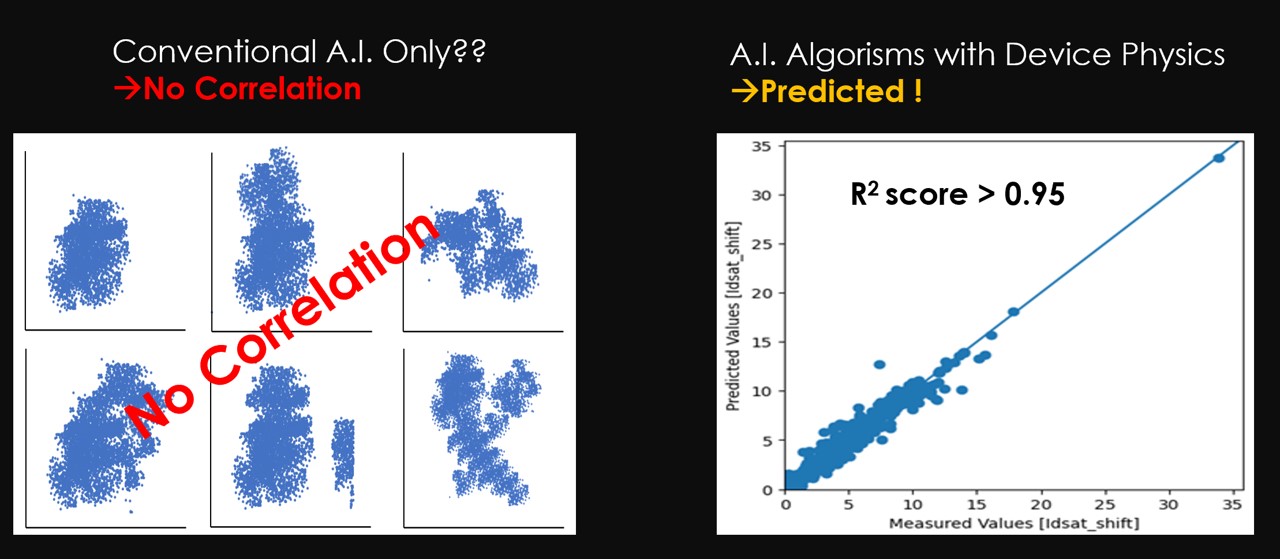 Conventional A.I. Only??
→No Correlation
No Correlation
A.I. Algorisms with Device Physics
→Predicted !
R² score > 0.95
Predicted Values [Idsat_shift]
35
30
25
20
15
10
5
0
0 5 10 15 20 25 30 35
Measured Values [Idsat_shift]